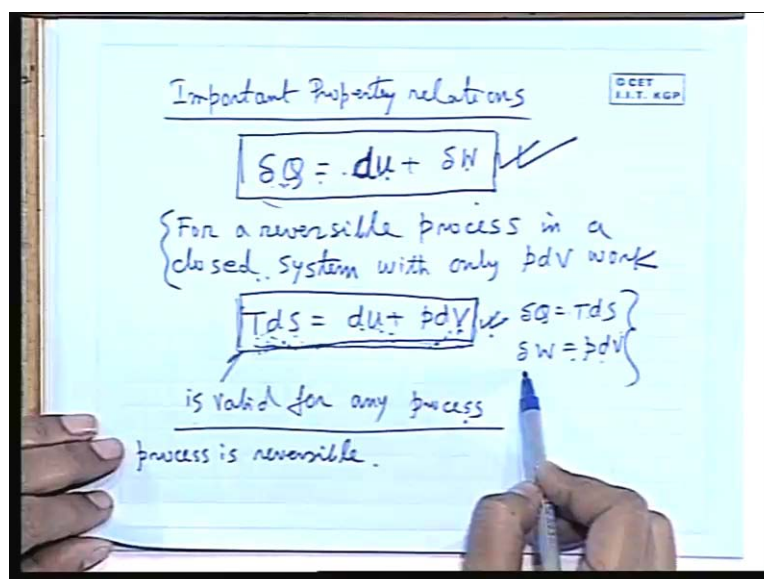 Important Property relations
© CET
I.I.T. KGP
δQ = du + δW
For a reversible process in a
closed system with only pdV work
TdS = du + pdV
δQ = TdS
δW = pdV
is valid for any process
process is reversible.